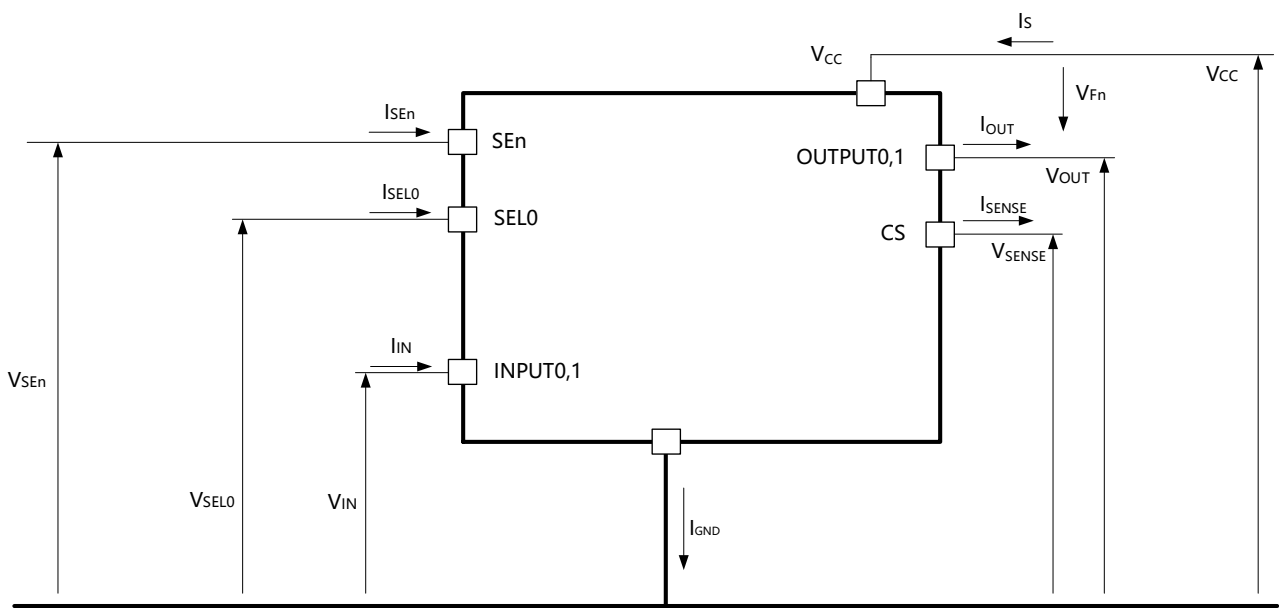 IS
VCC
VCC
VFn
ISEn
SEn
IOUT
OUTPUT0,1
VOUT
ISEL0
SEL0
ISENSE
CS
VSENSE
IIN
INPUT0,1
VSEn
VSEL0
VIN
IGND